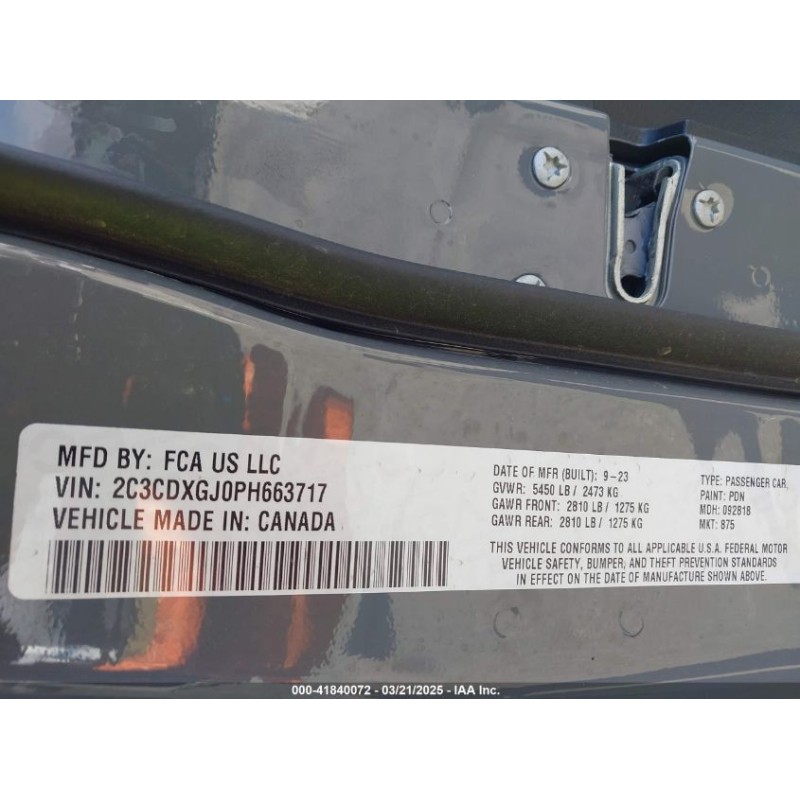 MFD BY: FCA US LLC
VIN: 2C3CDXGJ0PH663717
VEHICLE MADE IN: CANADA
DATE OF MFR (BUILT): 9-23
GVWR: 5450 LB / 2473 KG
GAWR FRONT: 2810 LB / 1275 KG
GAWR REAR: 2810 LB / 1275 KG
TYPE: PASSENGER CAR
PAINT: PDN
MDH: 092818
MKT: 875
THIS VEHICLE CONFORMS TO ALL APPLICABLE U.S.A. FEDERAL MOTOR
VEHICLE SAFETY, BUMPER, AND THEFT PREVENTION STANDARDS
IN EFFECT ON THE DATE OF MANUFACTURE SHOWN ABOVE.
000-41840072 - 03/21/2025 - IAA Inc.